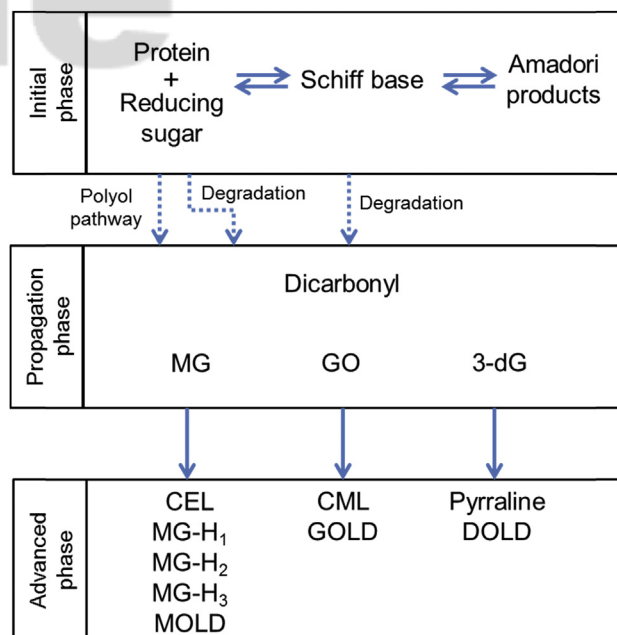 Initial
phase
Protein
+
Reducing
sugar
Schiff base
Amadori
products
Polyol
pathway
Degradation
Degradation
Propagation
phase
Dicarbonyl
MG GO 3-dG
Advanced
phase
CEL CML Pyrraline
MG-H₁ GOLD DOLD
MG-H₂
MG-H₃
MOLD